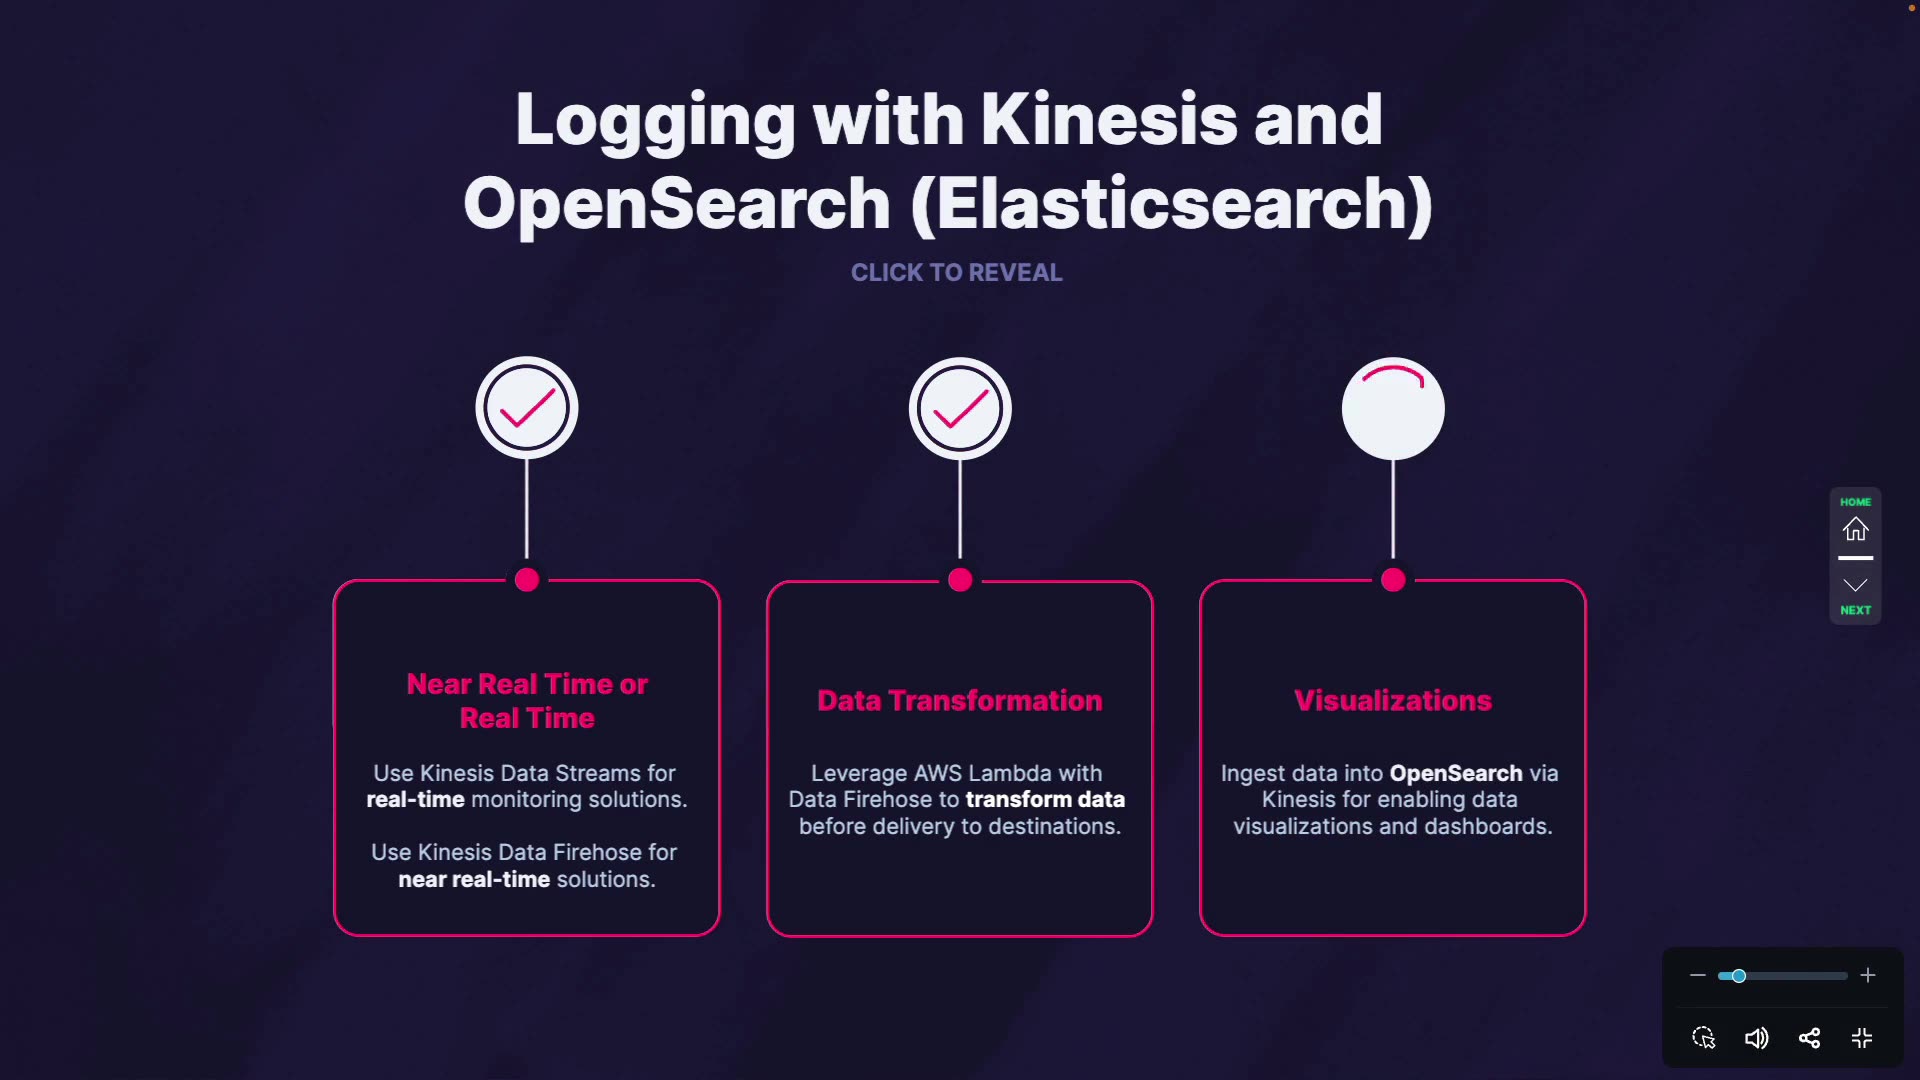 Logging with Kinesis and
OpenSearch (Elasticsearch)
CLICK TO REVEAL
Near Real Time or
Real Time
Use Kinesis Data Streams for
real-time monitoring solutions.
Use Kinesis Data Firehose for
near real-time solutions.
Data Transformation
Leverage AWS Lambda with
Data Firehose to transform data
before delivery to destinations.
Visualizations
Ingest data into OpenSearch via
Kinesis for enabling data
visualizations and dashboards.
HOME
NEXT